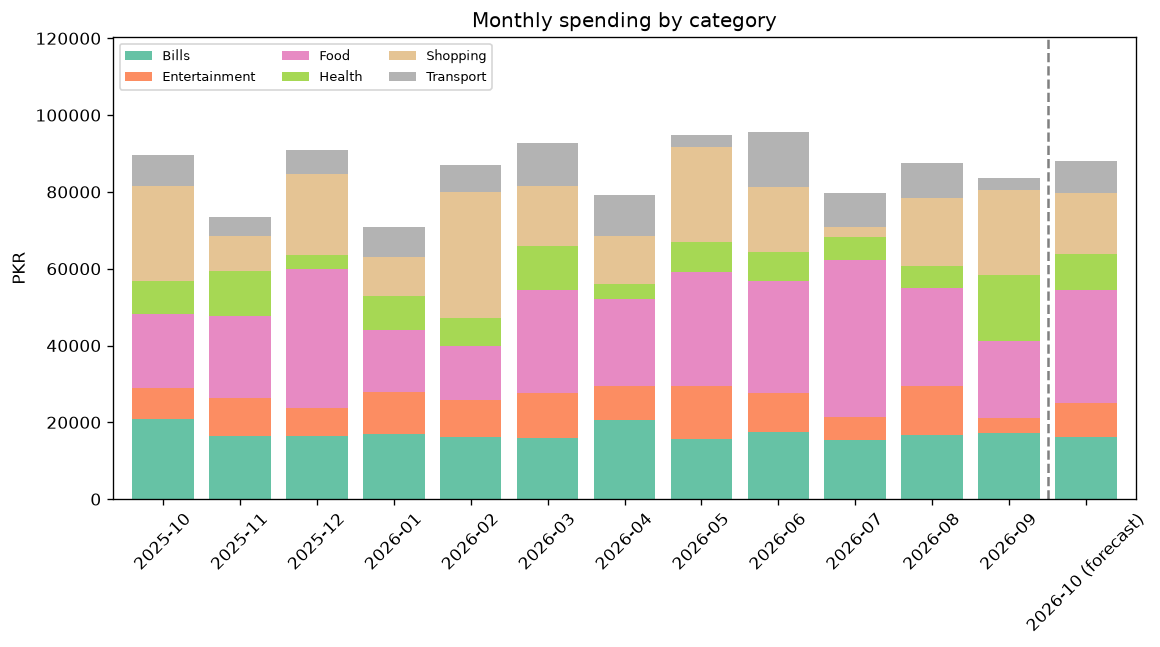 Monthly spending by category
Bills
Entertainment
Food
Health
Shopping
Transport
PKR
120000
100000
80000
60000
40000
20000
0
2025-10
2025-11
2025-12
2026-01
2026-02
2026-03
2026-04
2026-05
2026-06
2026-07
2026-08
2026-09
2026-10 (forecast)